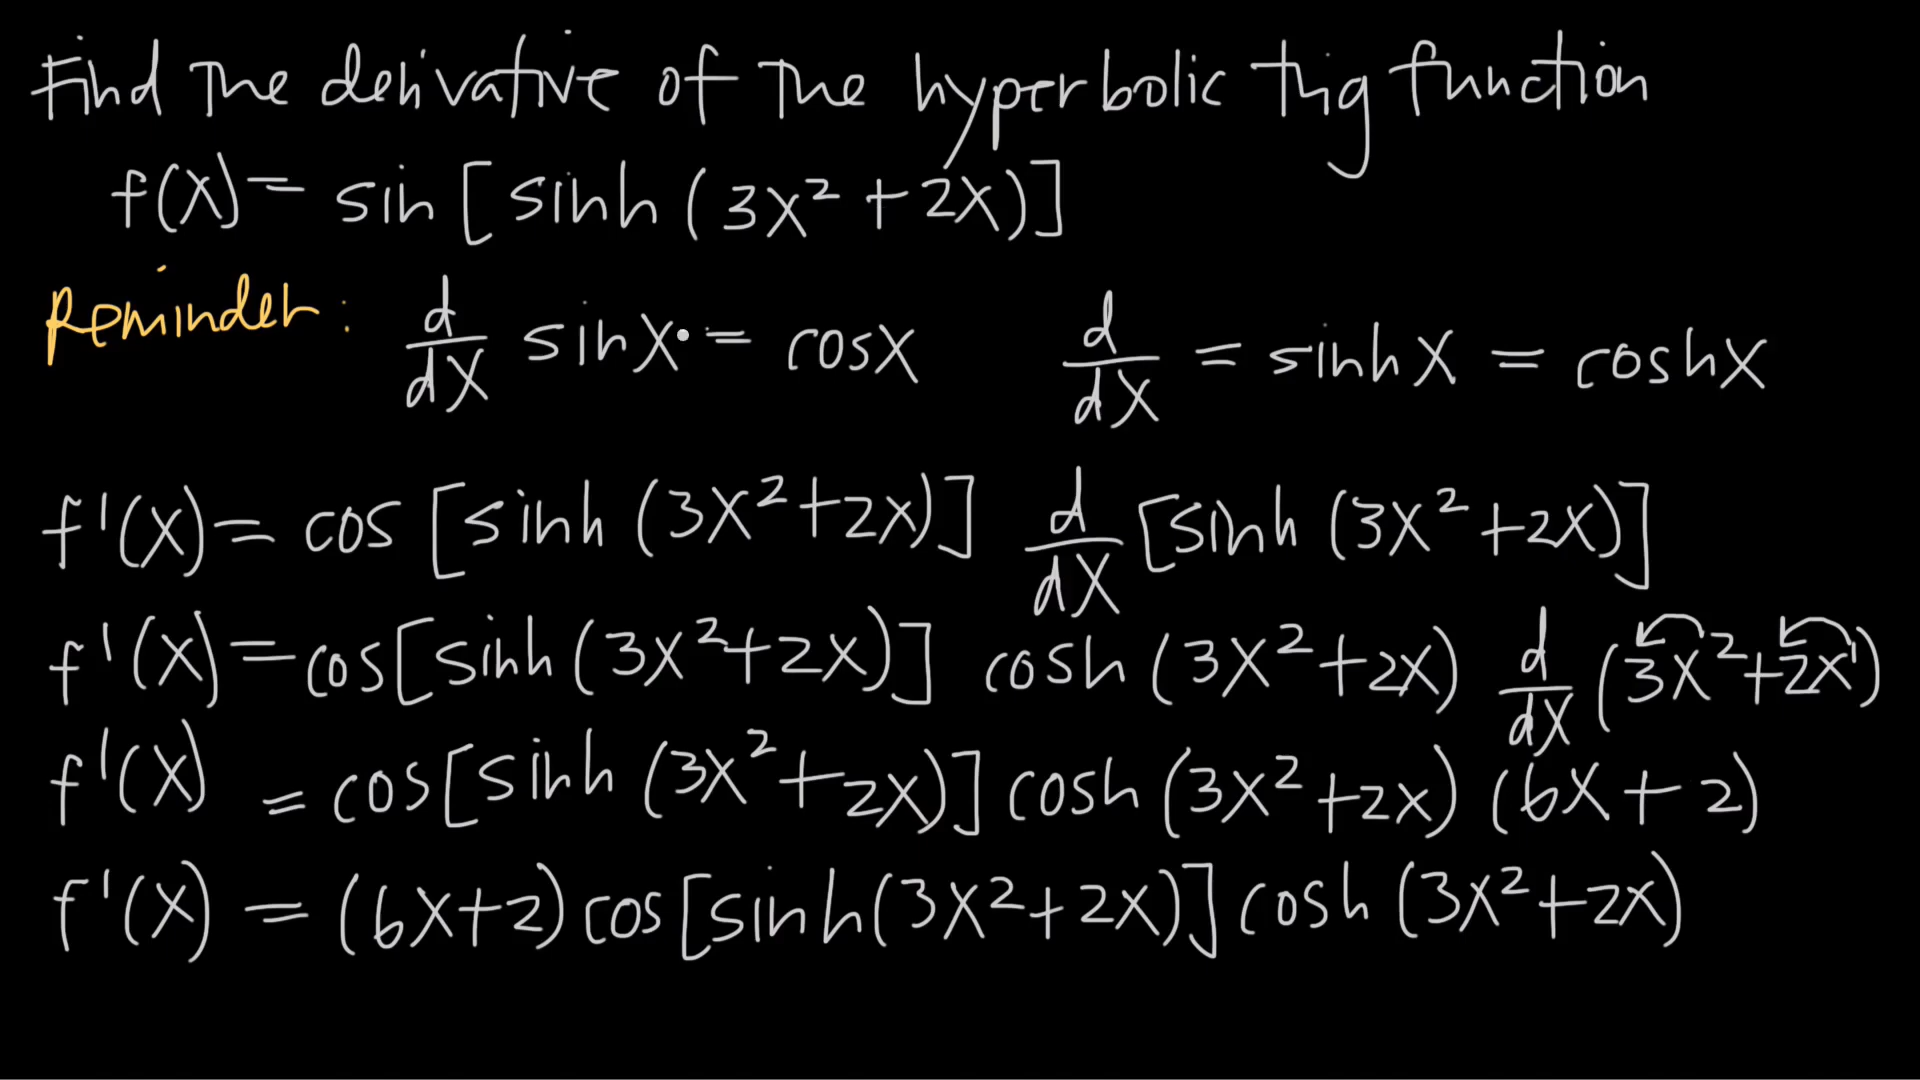 Find The derivative of The hyperbolic trig function
f(x) = sin [sinh (3x² + 2x)]
Reminder: d/dx sinx = cosx d/dx = sinhx = coshx
f'(x) = cos [sinh (3x²+2x)] d/dx [sinh (3x²+2x)]
f'(x) = cos[sinh (3x²+2x)] cosh (3x²+2x) d/dx (3x²+2x¹)
f'(x) = cos[sinh (3x²+2x)] cosh (3x²+2x) (6x+2)
f'(x) = (6x+2) cos[sinh(3x²+2x)] cosh (3x²+2x)